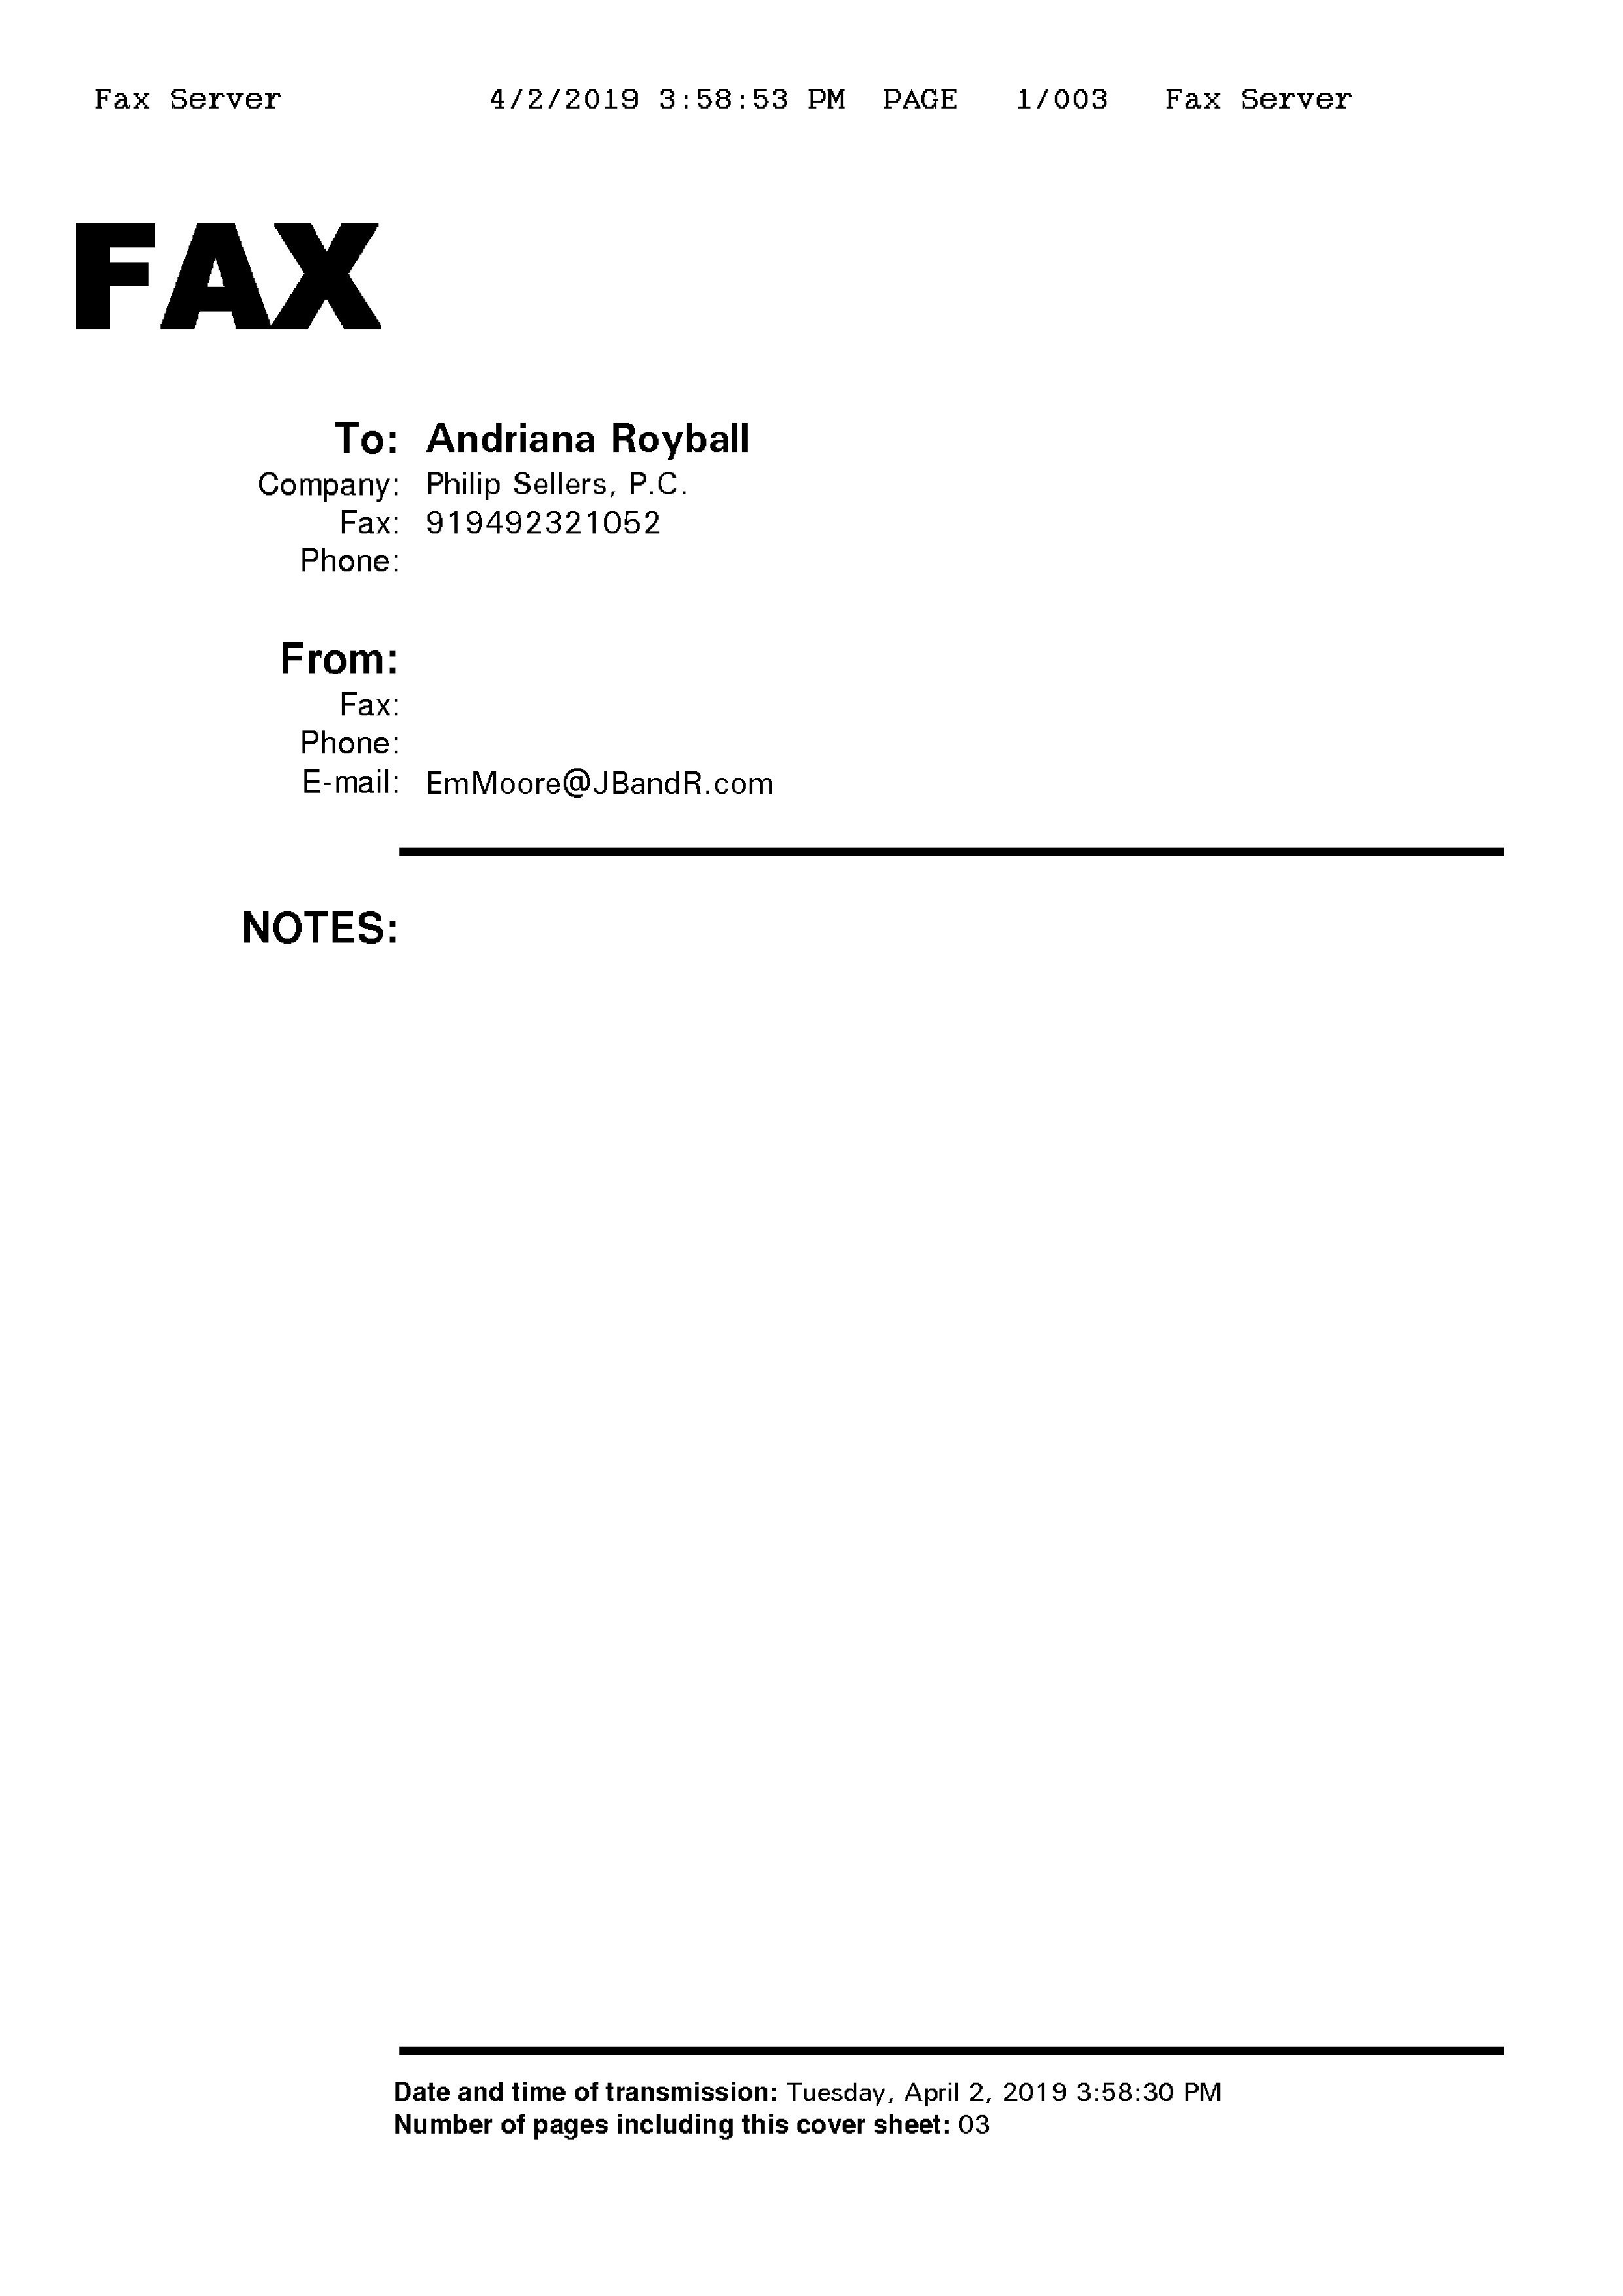 Fax Server 4/2/2019 3:58:53 PM PAGE 1/003 Fax Server
FAX
To: Andriana Royball
Company: Philip Sellers, P.C.
Fax: 919492321052
Phone:
From:
Fax:
Phone:
E-mail: EmMoore@JBandR.com
NOTES:
Date and time of transmission: Tuesday, April 2, 2019 3:58:30 PM
Number of pages including this cover sheet: 03